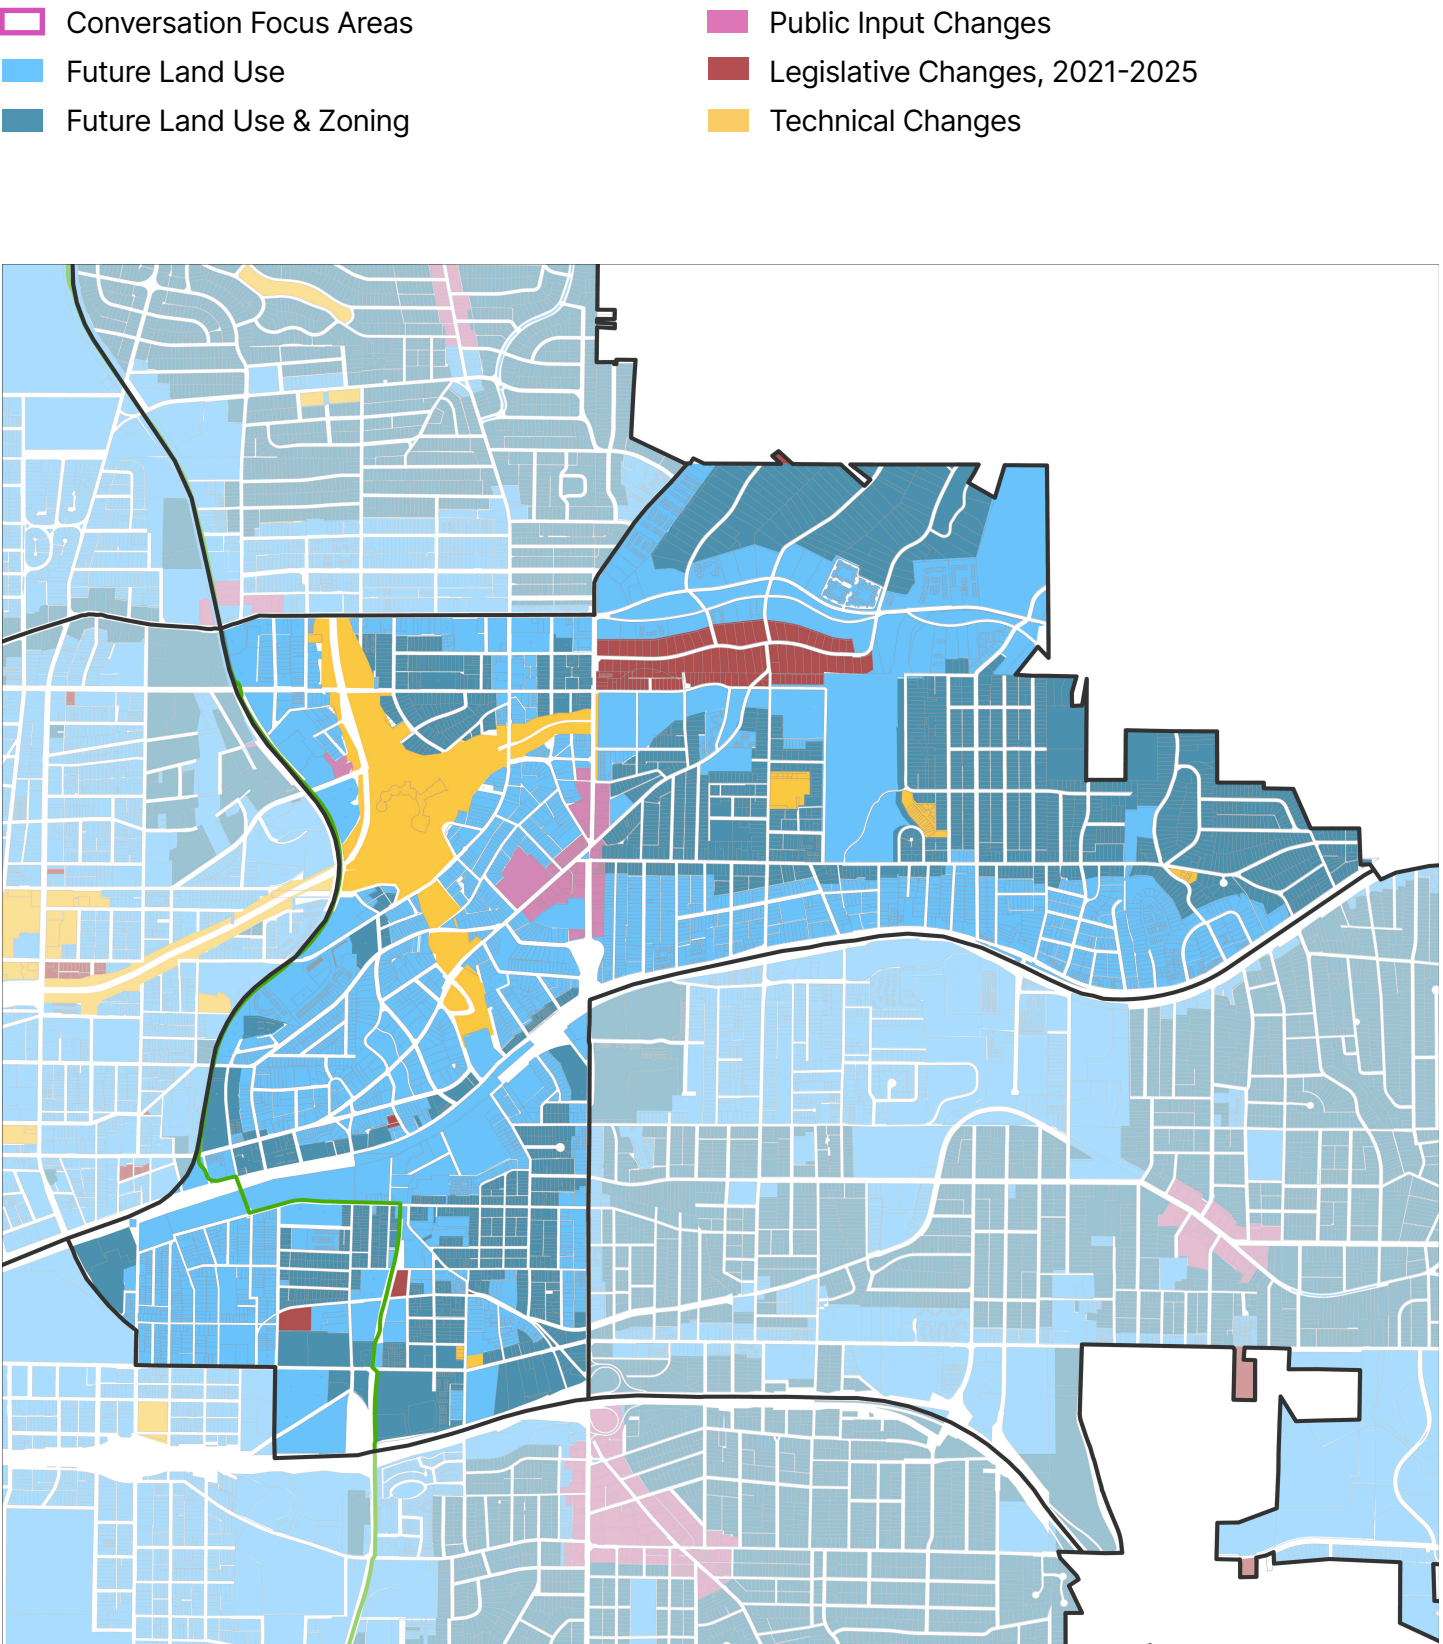 Conversation Focus Areas
Future Land Use
Future Land Use & Zoning
Public Input Changes
Legislative Changes, 2021-2025
Technical Changes